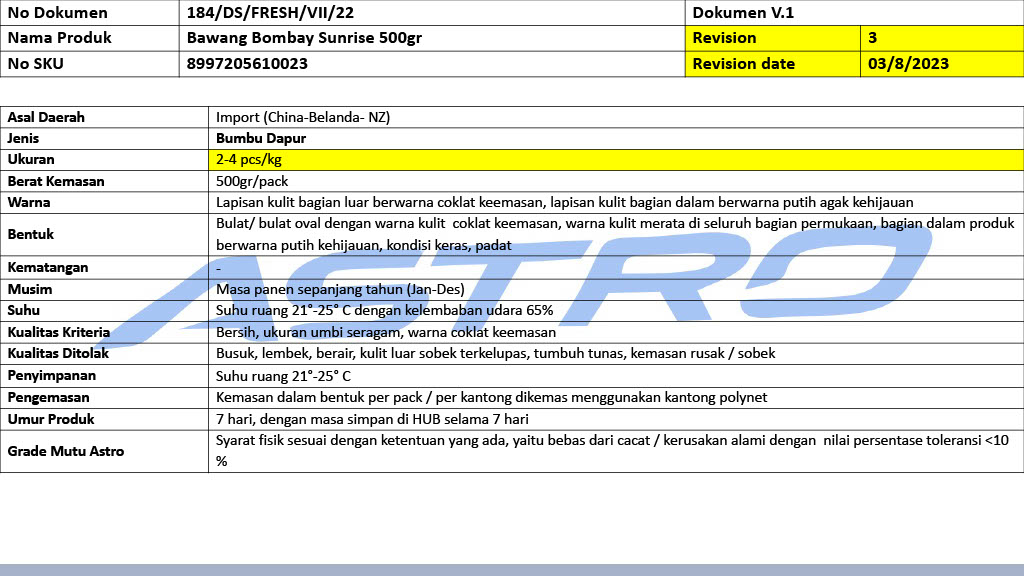 No Dokumen 184/DS/FRESH/VII/22 Dokumen V.1
Nama Produk Bawang Bombay Sunrise 500gr Revision 3
No SKU 8997205610023 Revision date 03/8/2023
Asal Daerah Import (China-Belanda- NZ)
Jenis Bumbu Dapur
Ukuran 2-4 pcs/kg
Berat Kemasan 500gr/pack
Warna Lapisan kulit bagian luar berwarna coklat keemasan, lapisan kulit bagian dalam berwarna putih agak kehijauan
Bentuk Bulat/ bulat oval dengan warna kulit coklat keemasan, warna kulit merata di seluruh bagian permukaan, bagian dalam produk
berwarna putih kehijauan, kondisi keras, padat
Kematangan -
Musim Masa panen sepanjang tahun (Jan-Des)
Suhu Suhu ruang 21°-25° C dengan kelembaban udara 65%
Kualitas Kriteria Bersih, ukuran umbi seragam, warna coklat keemasan
Kualitas Ditolak Busuk, lembek, berair, kulit luar sobek terkelupas, tumbuh tunas, kemasan rusak / sobek
Penyimpanan Suhu ruang 21°-25° C
Pengemasan Kemasan dalam bentuk per pack / per kantong dikemas menggunakan kantong polynet
Umur Produk 7 hari, dengan masa simpan di HUB selama 7 hari
Grade Mutu Astro Syarat fisik sesuai dengan ketentuan yang ada, yaitu bebas dari cacat / kerusakan alami dengan nilai persentase toleransi <10
%
ASTRO